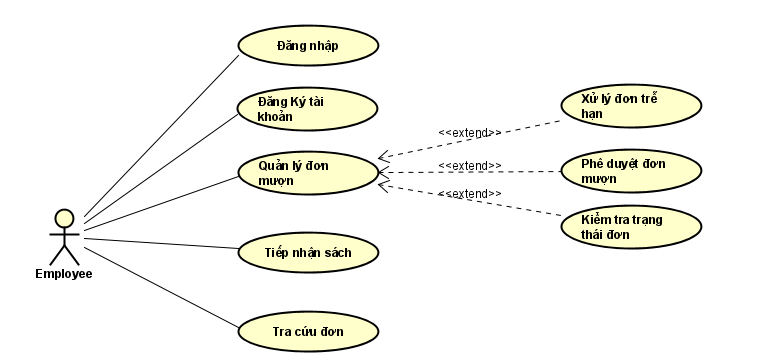 Đăng nhập
Đăng Ký tài
khoản
Quản lý đơn
mượn
Tiếp nhận sách
Tra cứu đơn
Employee
<<extend>>
<<extend>>
<<extend>>
Xử lý đơn trễ
hạn
Phê duyệt đơn
mượn
Kiểm tra trạng
thái đơn